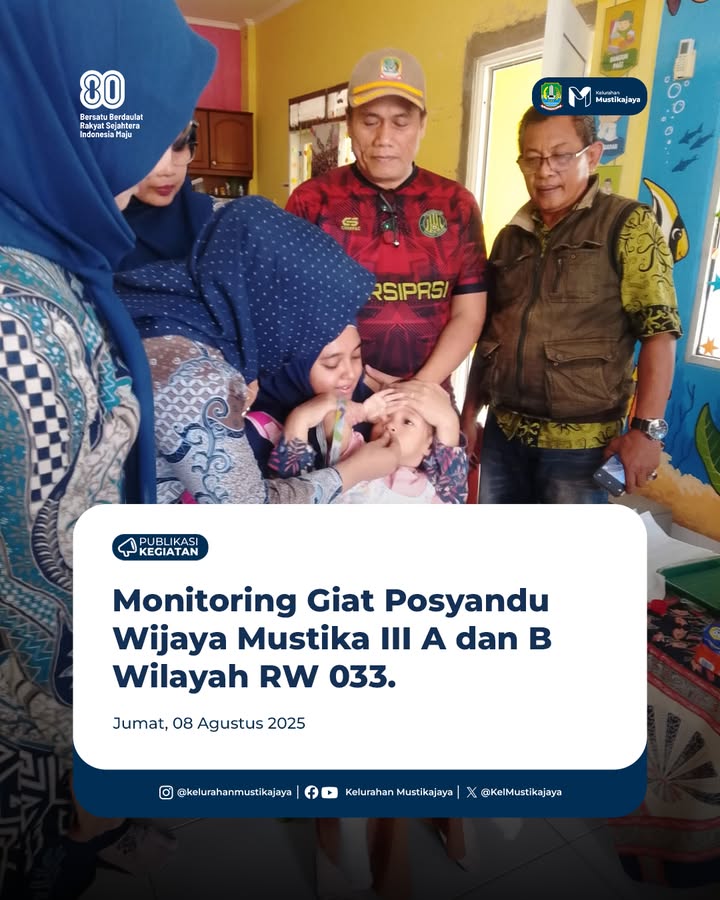 80
Bersatu Berdaulat
Rakyat Sejahtera
Indonesia Maju
Kelurahan
Mustikajaya
RSIPASI
PUBLIKASI
KEGIATAN
Monitoring Giat Posyandu
Wijaya Mustika III A dan B
Wilayah RW 033.
Jumat, 08 Agustus 2025
@kelurahanmustikajaya | Kelurahan Mustikajaya | @KelMustikajaya